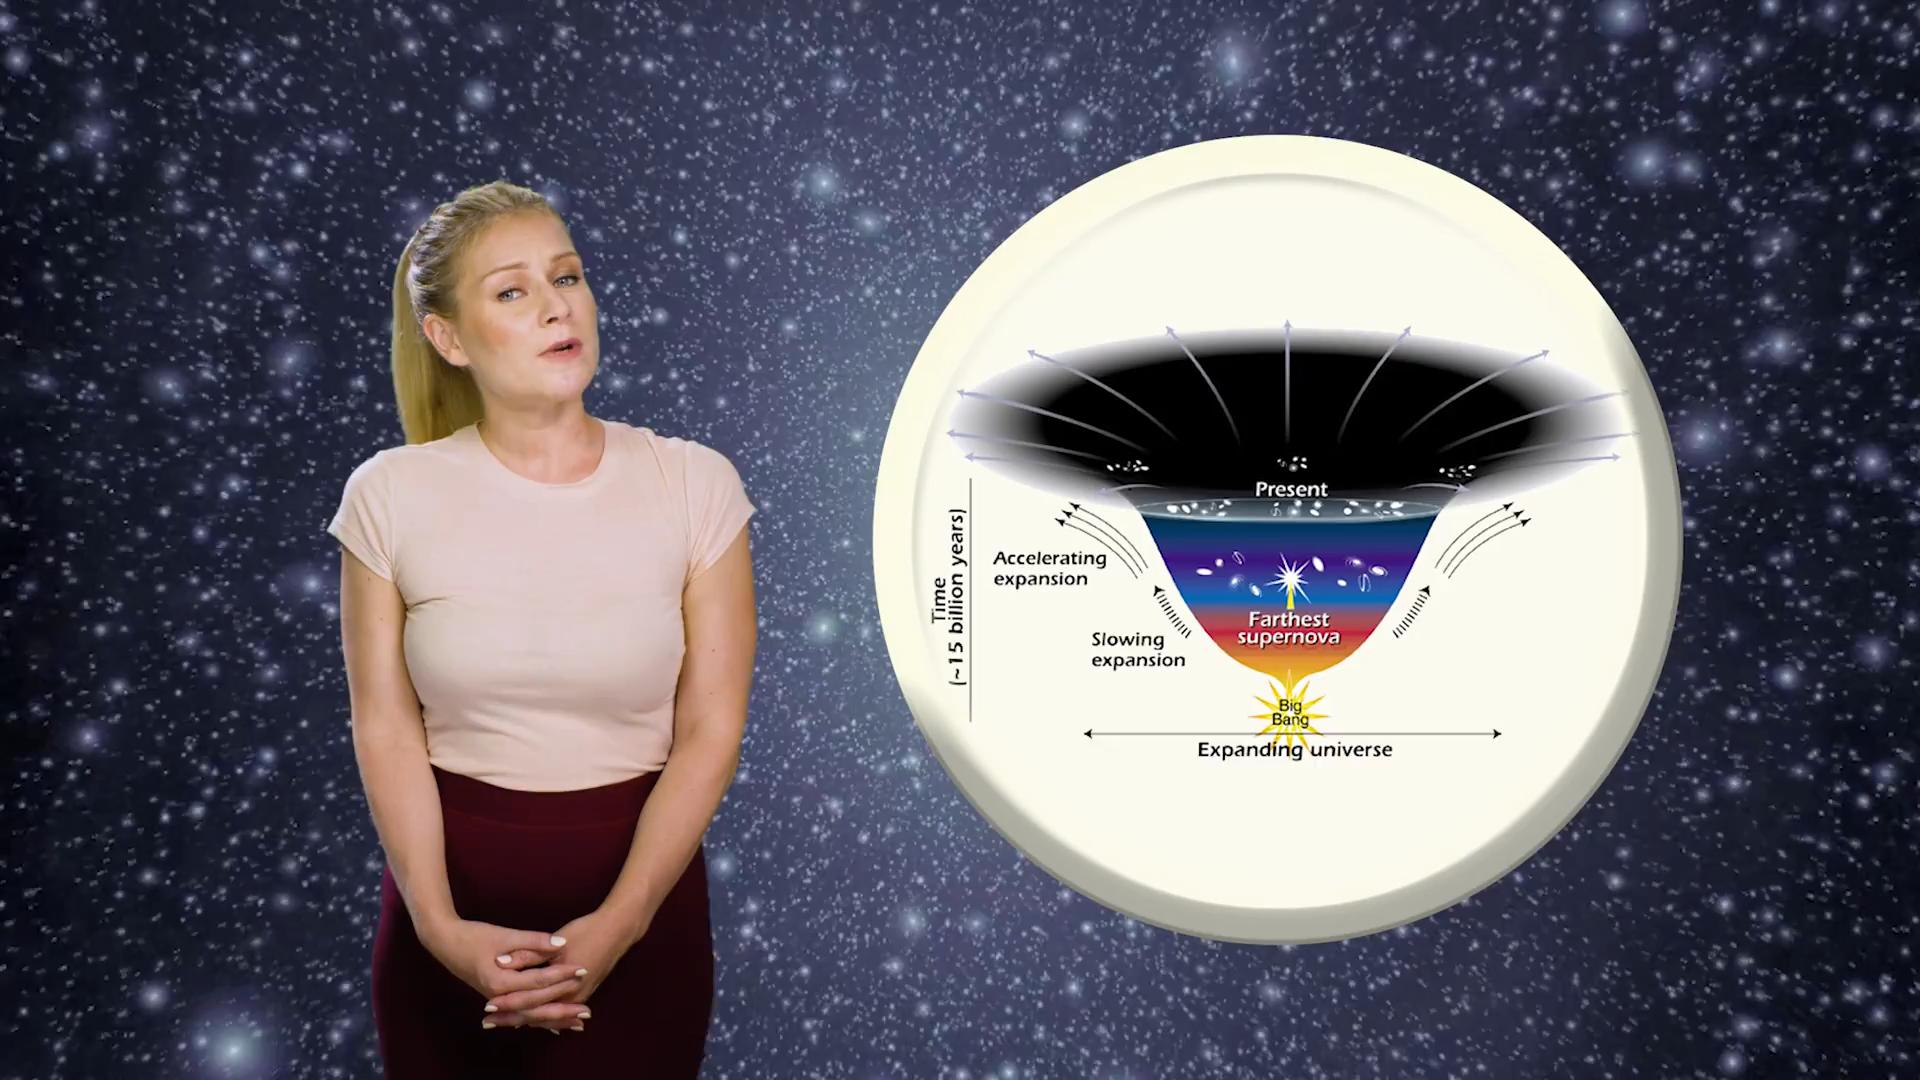 Present
Accelerating
expansion
Time
(~15 billion years)
Farthest
supernova
Slowing
expansion
Big
Bang
Expanding universe